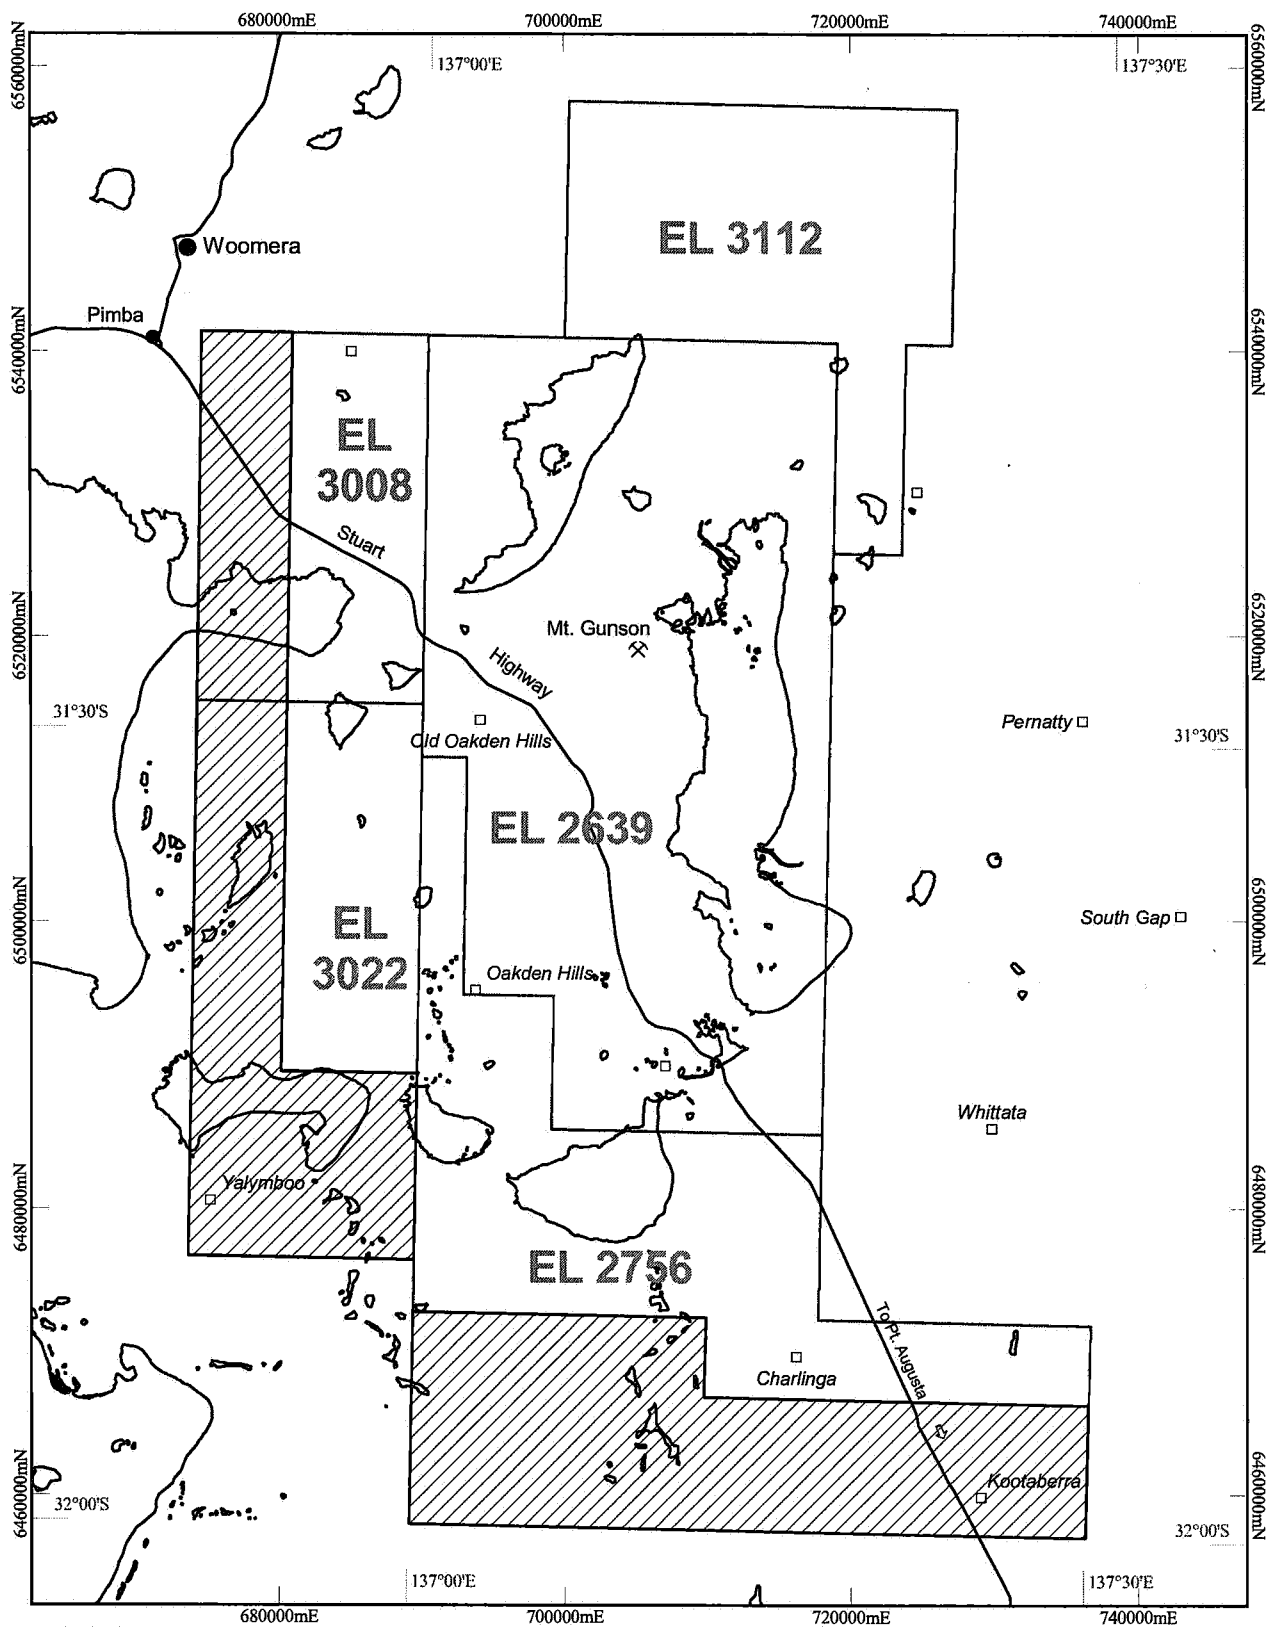 680000mE
700000mE
720000mE
740000mE
6560000mN
6560000mN
137°00'E
137°30'E
EL 3112
Woomera
Pimba
6540000mN
6540000mN
EL
3008
Stuart
Mt. Gunson
6520000mN
6520000mN
Highway
31°30'S
Old Oakden Hills
Pernatty
31°30'S
EL 2639
EL
3022
South Gap
6500000mN
6500000mN
Oakden Hills
Whittata
Yalymboo
6480000mN
6480000mN
EL 2756
To Pt. Augusta
Charlinga
Kootaberra
6460000mN
6460000mN
32°00'S
32°00'S
137°00'E
137°30'E
680000mE
700000mE
720000mE
740000mE